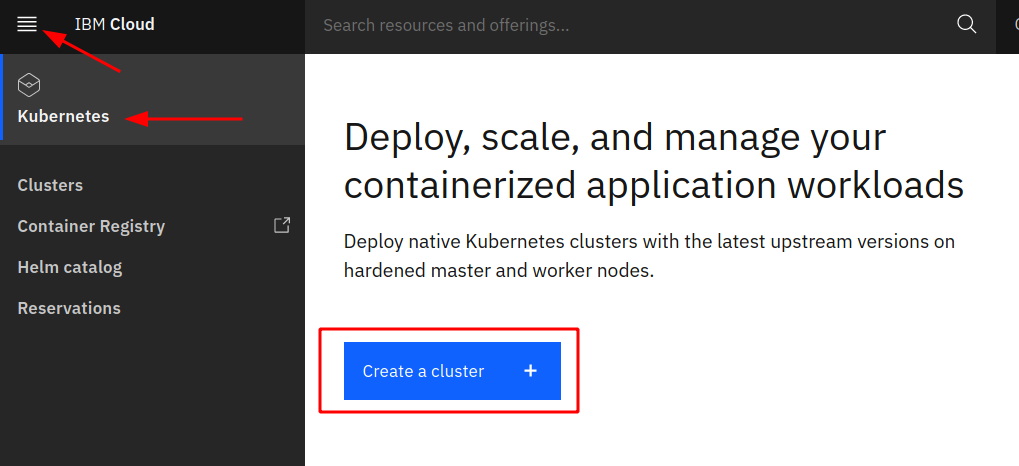 IBM Cloud
Search resources and offerings...
Kubernetes
Clusters
Container Registry
Helm catalog
Reservations
Deploy, scale, and manage your
containerized application workloads
Deploy native Kubernetes clusters with the latest upstream versions on
hardened master and worker nodes.
Create a cluster +